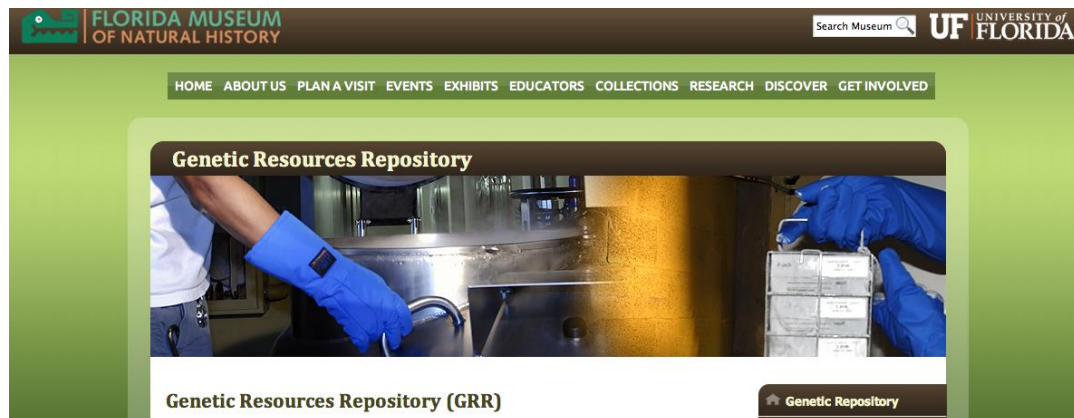 FLORIDA MUSEUM
OF NATURAL HISTORY
Search Museum
UF UNIVERSITY of
FLORIDA
HOME ABOUT US PLAN A VISIT EVENTS EXHIBITS EDUCATORS COLLECTIONS RESEARCH DISCOVER GET INVOLVED
Genetic Resources Repository
Genetic Resources Repository (GRR)
Genetic Repository